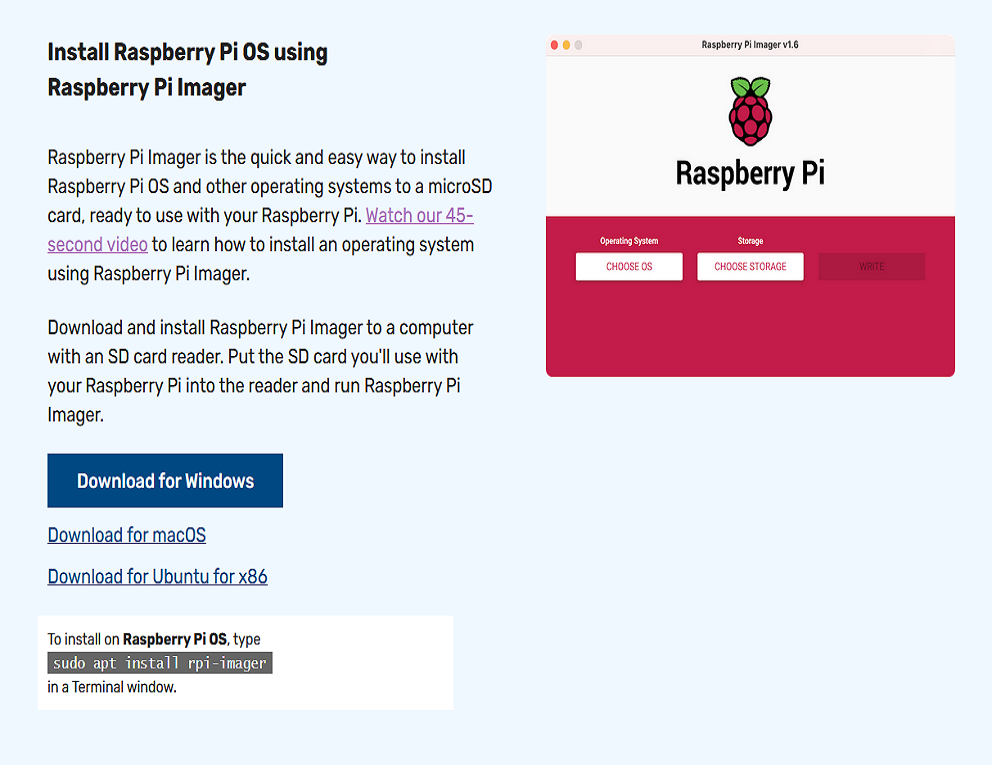 Install Raspberry Pi OS using
Raspberry Pi Imager
Raspberry Pi Imager is the quick and easy way to install
Raspberry Pi OS and other operating systems to a microSD
card, ready to use with your Raspberry Pi. Watch our 45-
second video to learn how to install an operating system
using Raspberry Pi Imager.
Download and install Raspberry Pi Imager to a computer
with an SD card reader. Put the SD card you'll use with
your Raspberry Pi into the reader and run Raspberry Pi
Imager.
Download for Windows
Download for macOS
Download for Ubuntu for x86
To install on Raspberry Pi OS, type
sudo apt install rpi-imager
in a Terminal window.
Raspberry Pi Imager v1.6
Raspberry Pi
Operating System
Storage
CHOOSE OS
CHOOSE STORAGE
WRITE